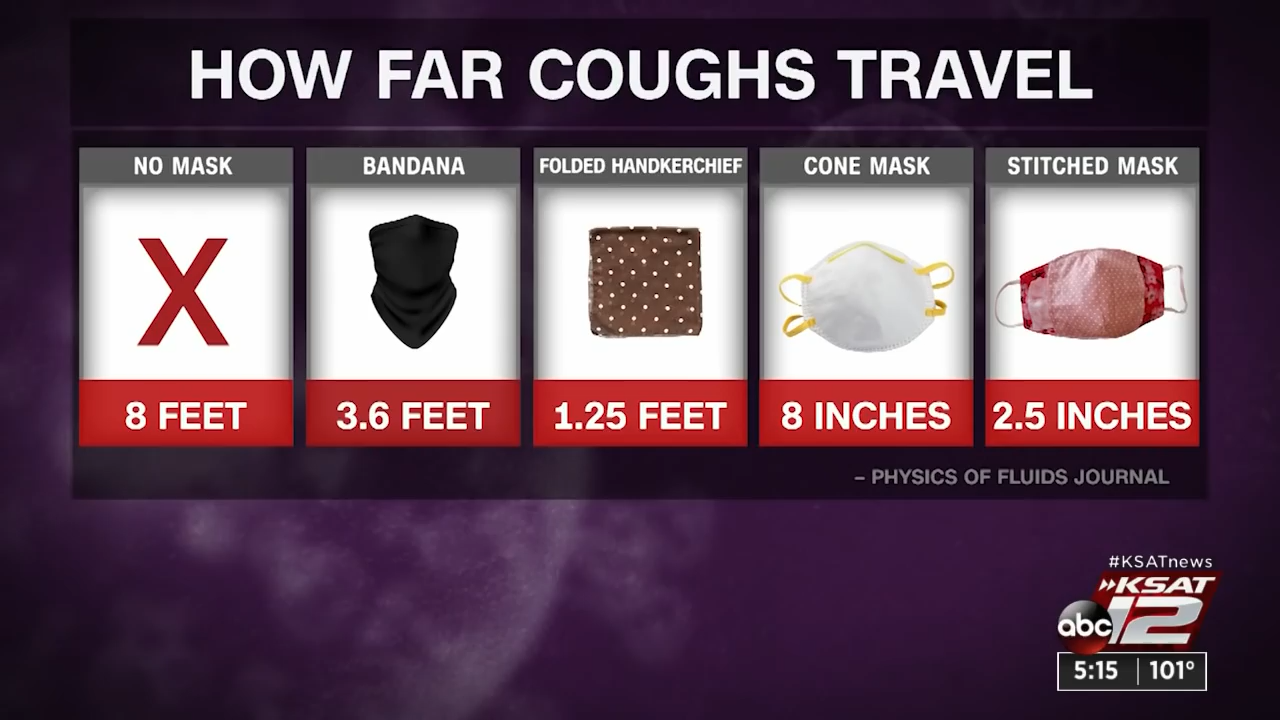 HOW FAR COUGHS TRAVEL
NO MASK
8 FEET
BANDANA
3.6 FEET
FOLDED HANDKERCHIEF
1.25 FEET
CONE MASK
8 INCHES
STITCHED MASK
2.5 INCHES
– PHYSICS OF FLUIDS JOURNAL
#KSATnews
KSAT
abc 12
5:15 101°